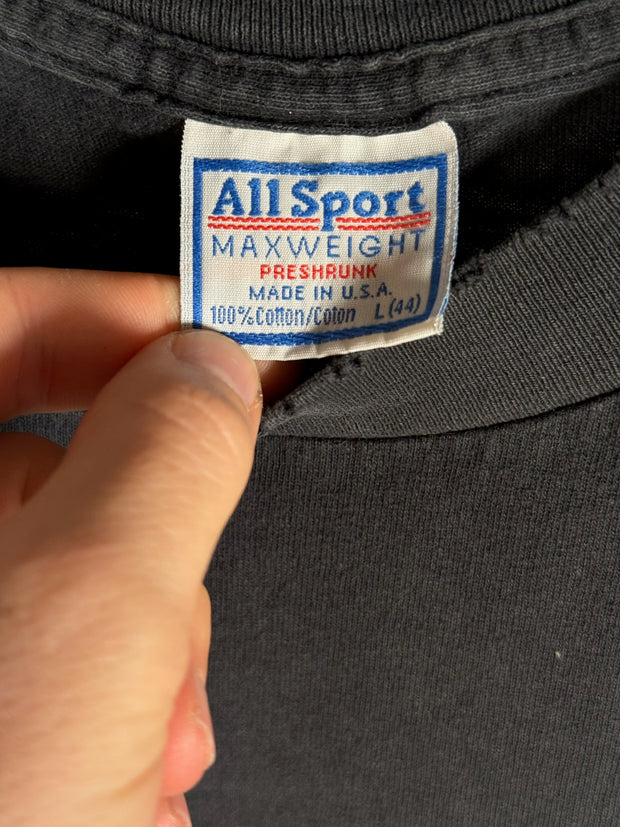 All Sport
MAXWEIGHT
PRESHRUNK
MADE IN U.S.A.
100% Cotton/Coton L (44)